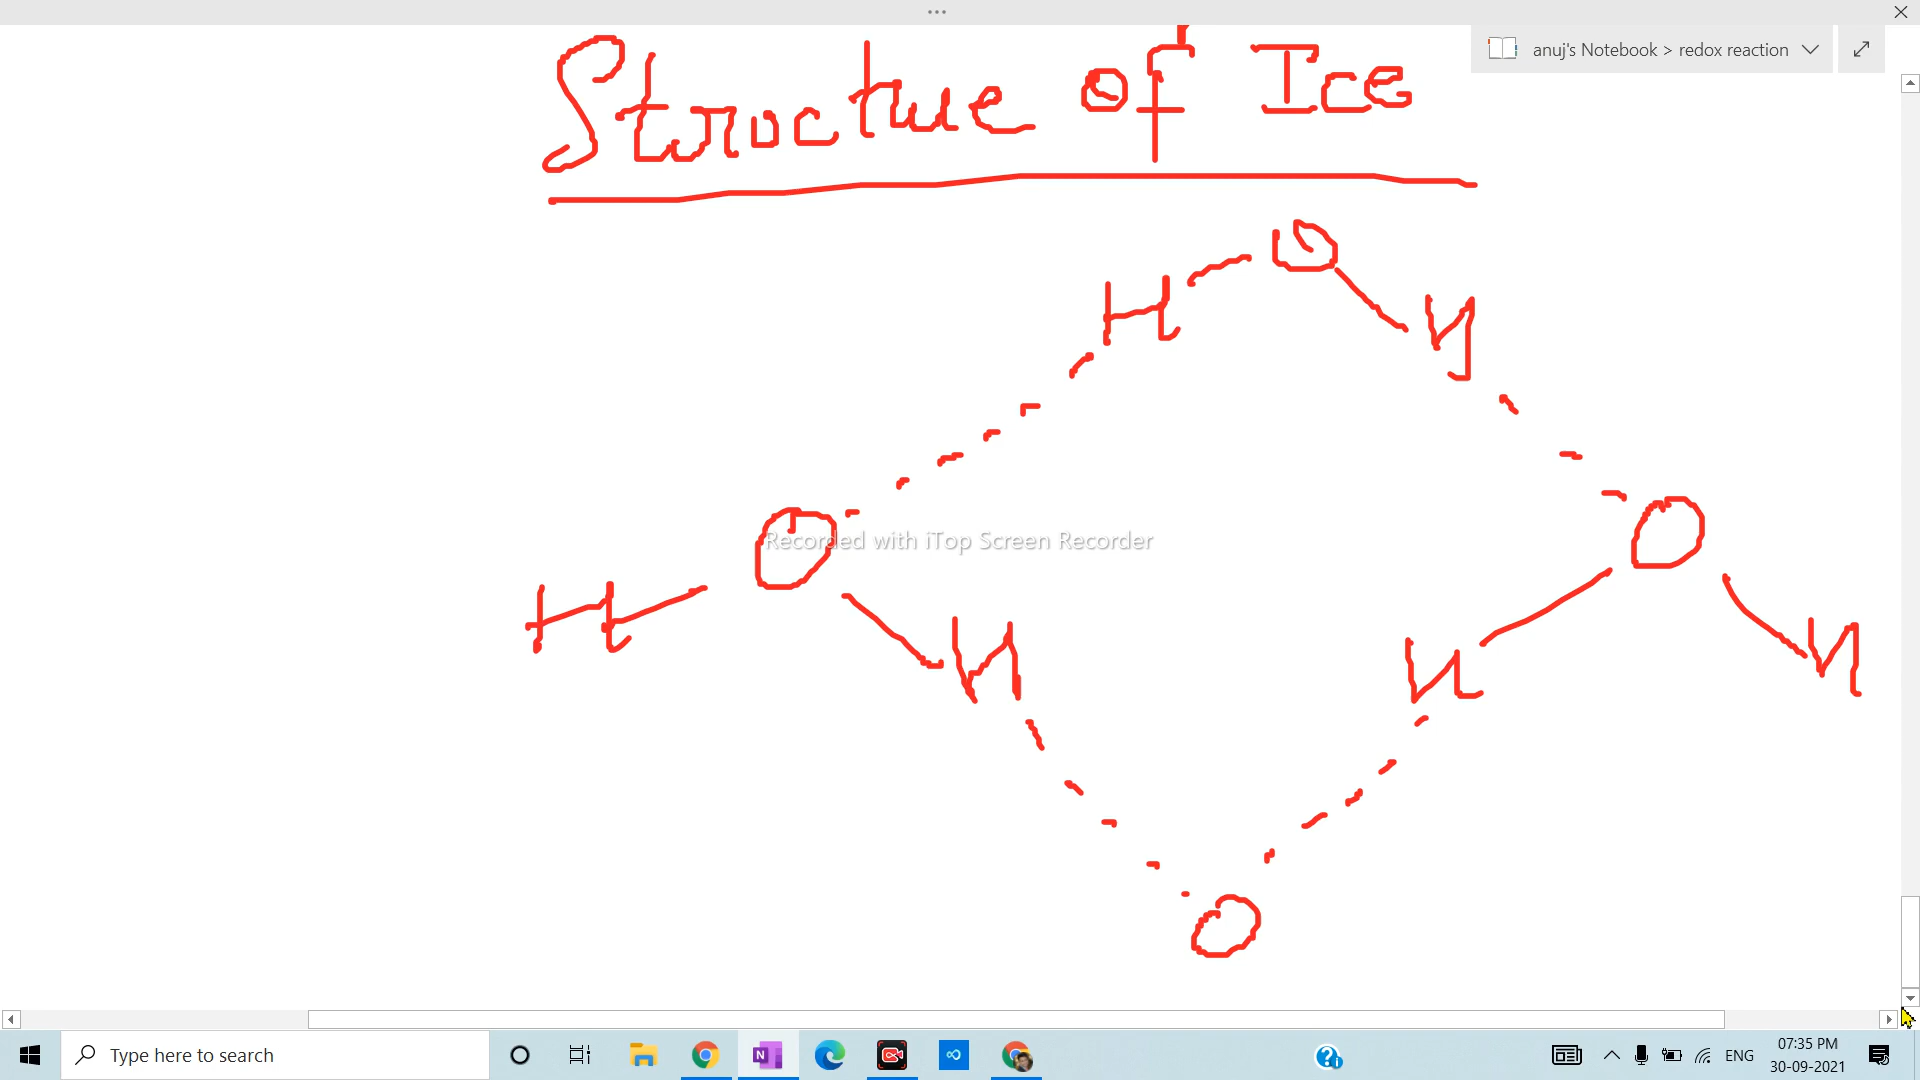 anuj's Notebook > redox reaction
Structure of Ice
O
H H
O O
Recorded with iTop Screen Recorder
H H H H
O
Type here to search
ENG
07:35 PM
30-09-2021